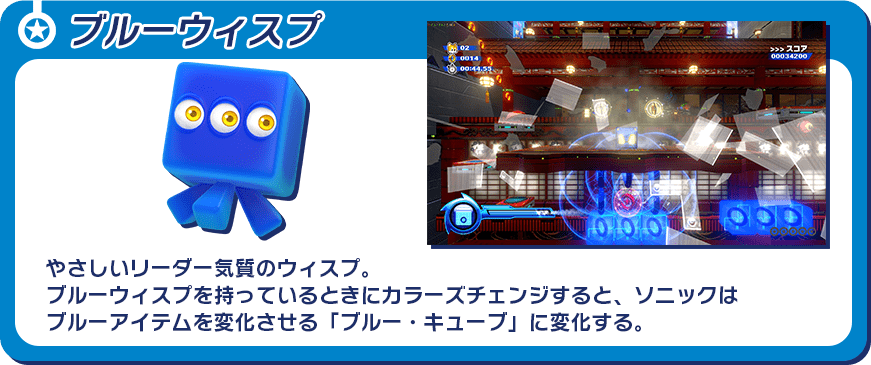 ブルーウィスプ
02
0014
00:44.55
>>> スコア
00034200
やさしいリーダー気質のウィスプ。
ブルーウィスプを持っているときにカラーズチェンジすると、ソニックは
ブルーアイテムを変化させる「ブルー・キューブ」に変化する。